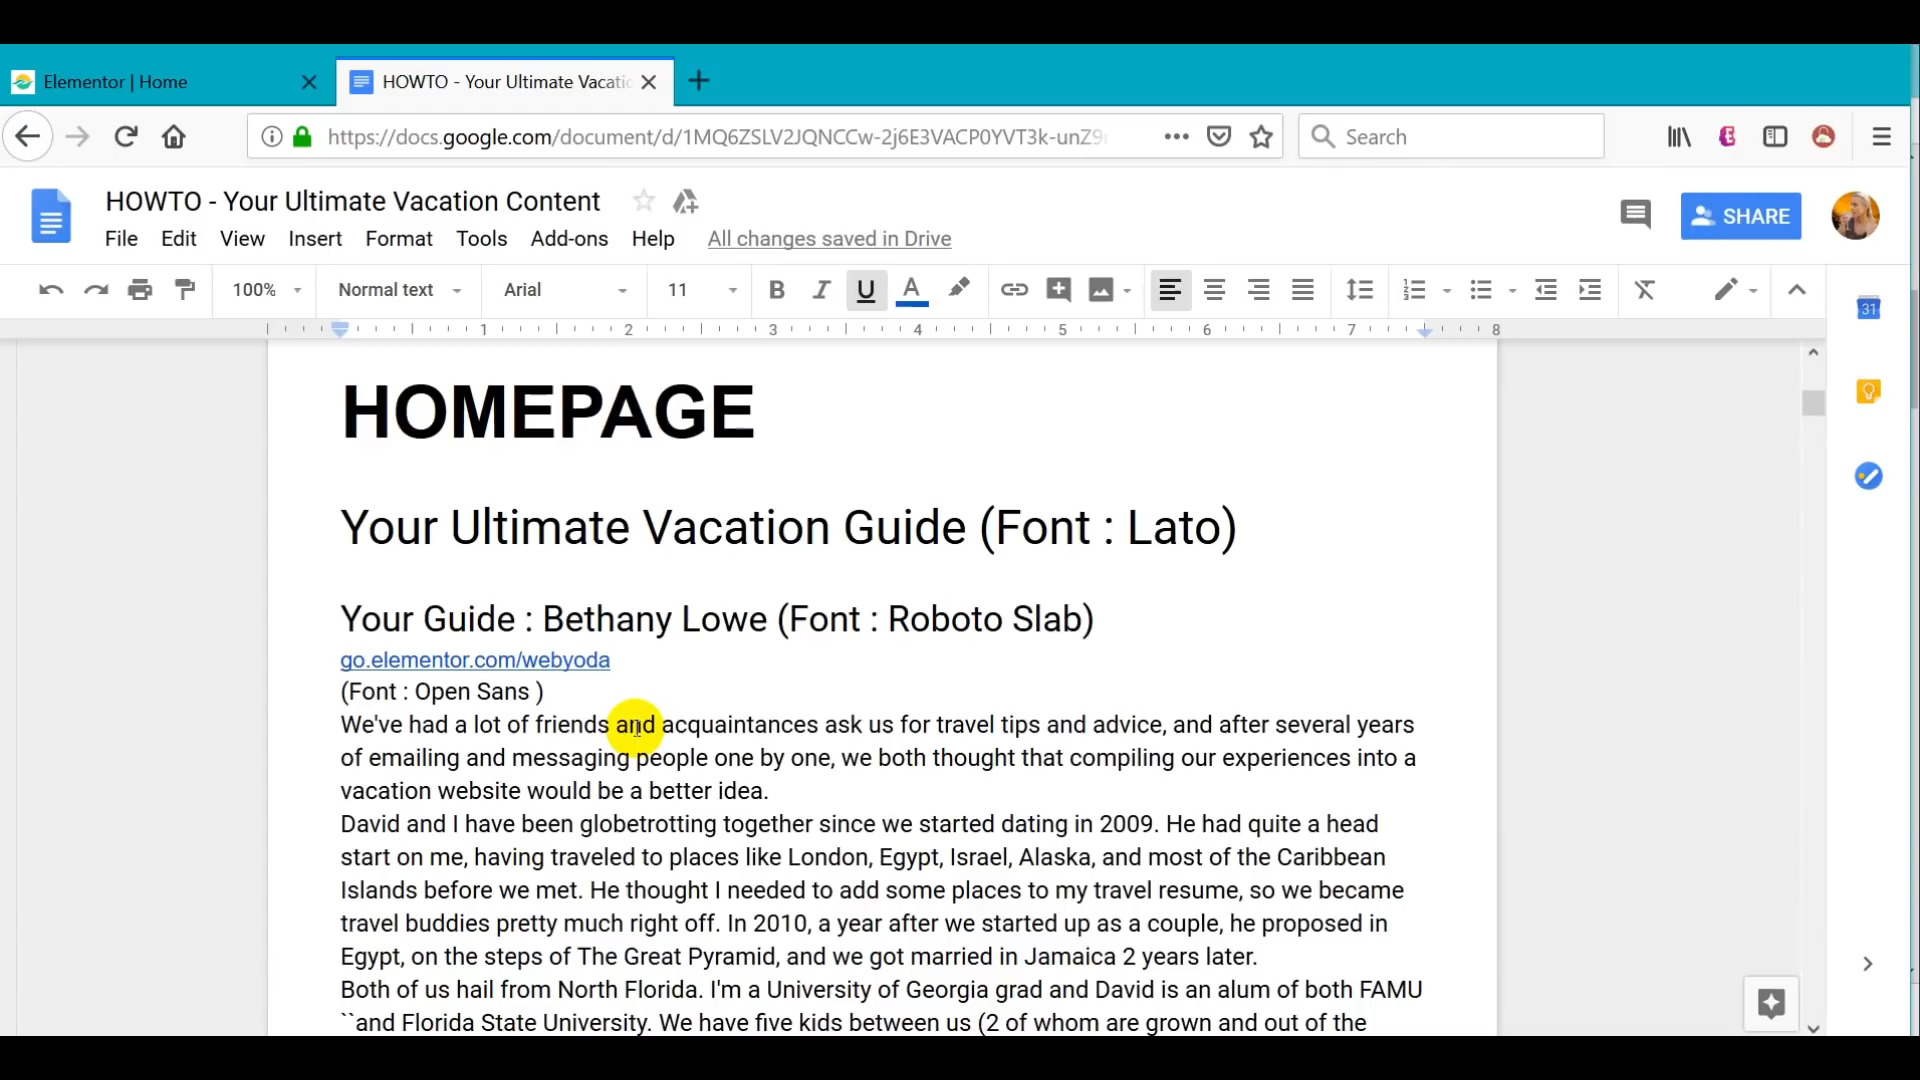 Elementor | Home
HOWTO - Your Ultimate Vacatio
https://docs.google.com/document/d/1MQ6ZSLV2JQNCCw-2j6E3VACP0YVT3k-unZ9
Search
HOWTO - Your Ultimate Vacation Content
File Edit View Insert Format Tools Add-ons Help All changes saved in Drive
SHARE
100% Normal text Arial 11 B I U A
1 2 3 4 5 6 7 8
31
HOMEPAGE
Your Ultimate Vacation Guide (Font : Lato)
Your Guide : Bethany Lowe (Font : Roboto Slab)
go.elementor.com/webyoda
(Font : Open Sans )
We've had a lot of friends and acquaintances ask us for travel tips and advice, and after several years
of emailing and messaging people one by one, we both thought that compiling our experiences into a
vacation website would be a better idea.
David and I have been globetrotting together since we started dating in 2009. He had quite a head
start on me, having traveled to places like London, Egypt, Israel, Alaska, and most of the Caribbean
Islands before we met. He thought I needed to add some places to my travel resume, so we became
travel buddies pretty much right off. In 2010, a year after we started up as a couple, he proposed in
Egypt, on the steps of The Great Pyramid, and we got married in Jamaica 2 years later.
Both of us hail from North Florida. I'm a University of Georgia grad and David is an alum of both FAMU
``and Florida State University. We have five kids between us (2 of whom are grown and out of the